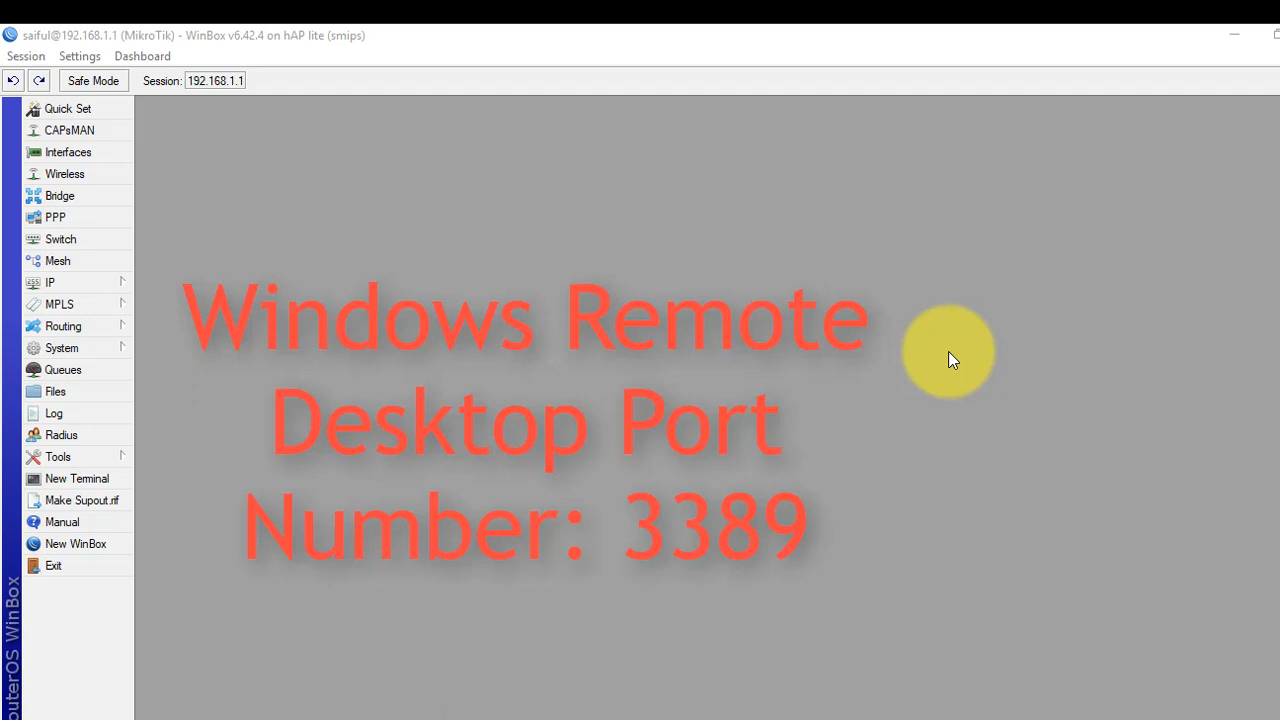 saiful@192.168.1.1 (MikroTik) - WinBox v6.42.4 on hAP lite (smips)
Session Settings Dashboard
Safe Mode Session: 192.168.1.1
Quick Set
CAPsMAN
Interfaces
Wireless
Bridge
PPP
Switch
Mesh
IP
MPLS
Routing
System
Queues
Files
Log
Radius
Tools
New Terminal
Make Supout.rif
Manual
New WinBox
Exit
outerOS WinBox
Windows Remote
Desktop Port
Number: 3389